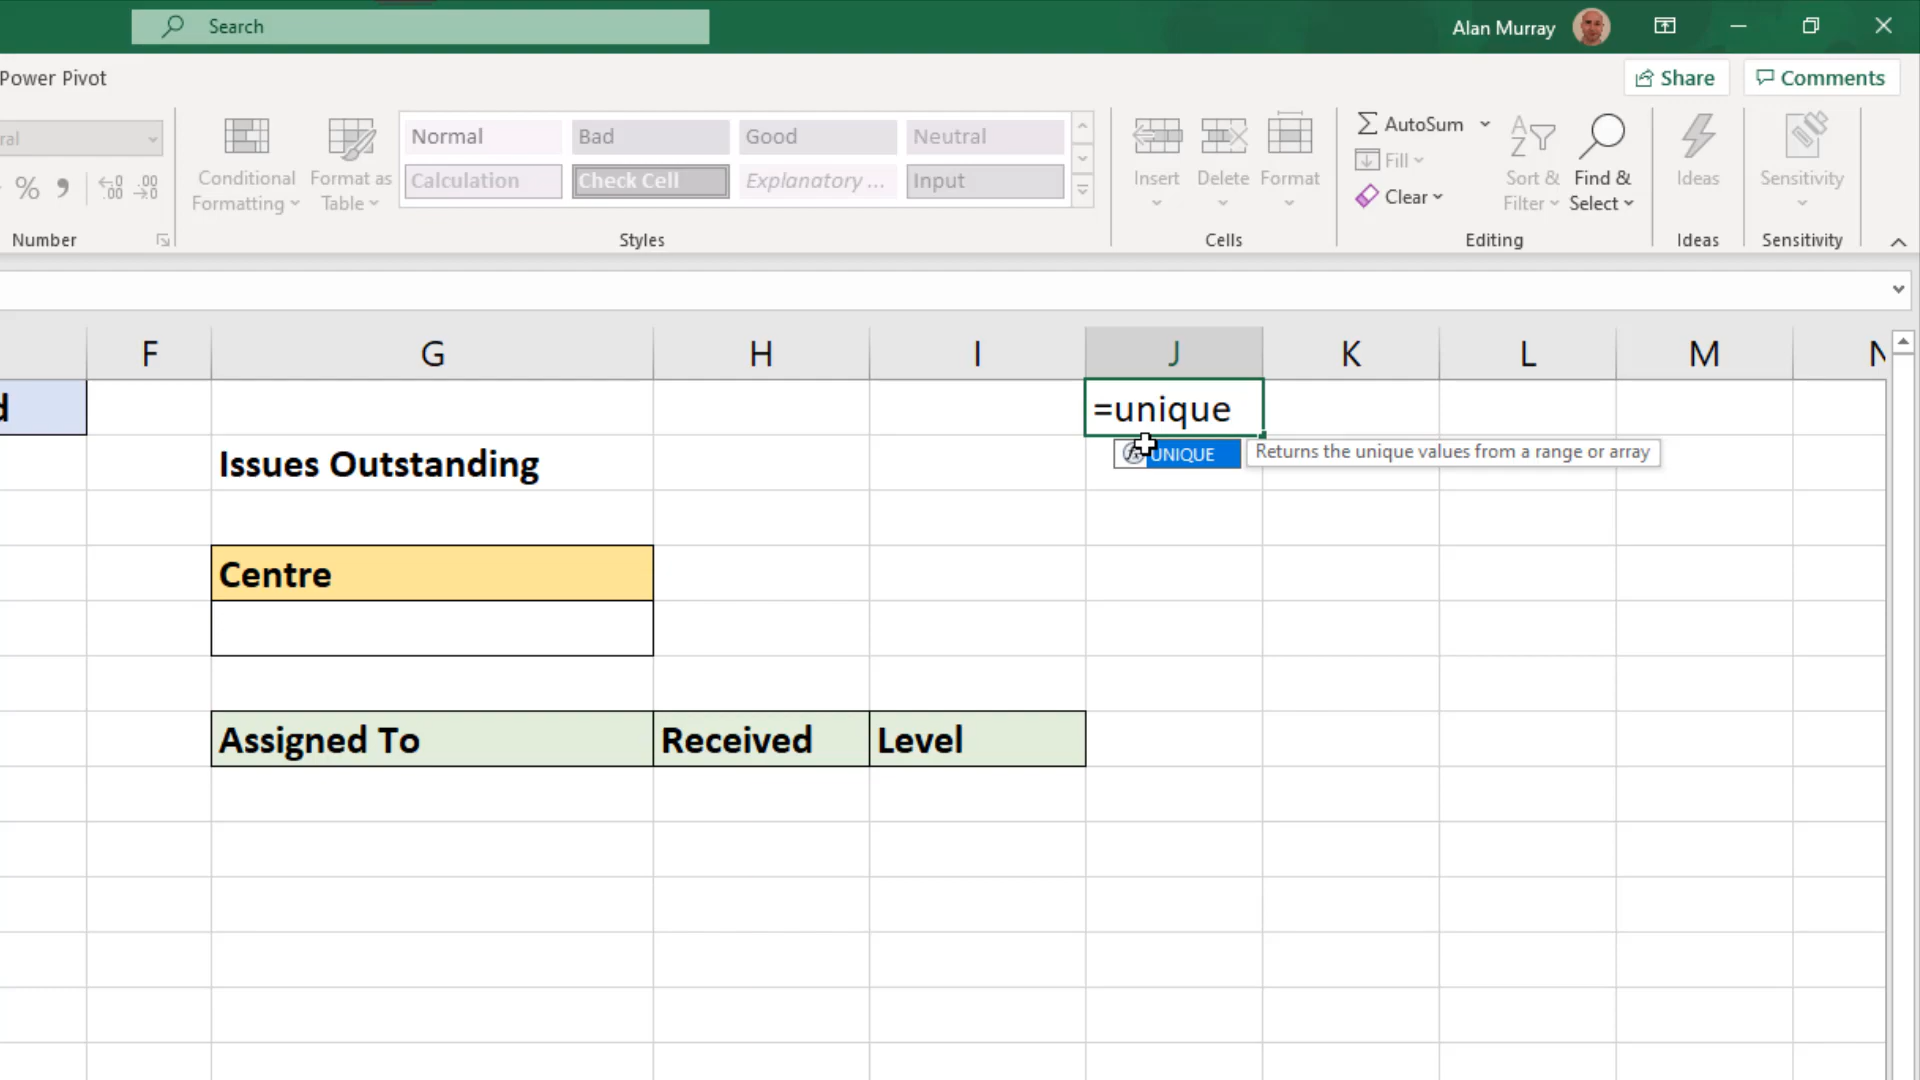 Search
Alan Murray
Power Pivot
Share
Comments
ral
Normal
Bad
Good
Neutral
AutoSum
Fill
Calculation
Check Cell
Explanatory ...
Input
Clear
%
Conditional
Formatting
Format as
Table
Insert
Delete
Format
Sort &
Filter
Find &
Select
Ideas
Sensitivity
Number
Styles
Cells
Editing
Ideas
Sensitivity
F
G
H
I
J
K
L
M
N
d
=unique
UNIQUE
Returns the unique values from a range or array
Issues Outstanding
Centre
Assigned To
Received
Level